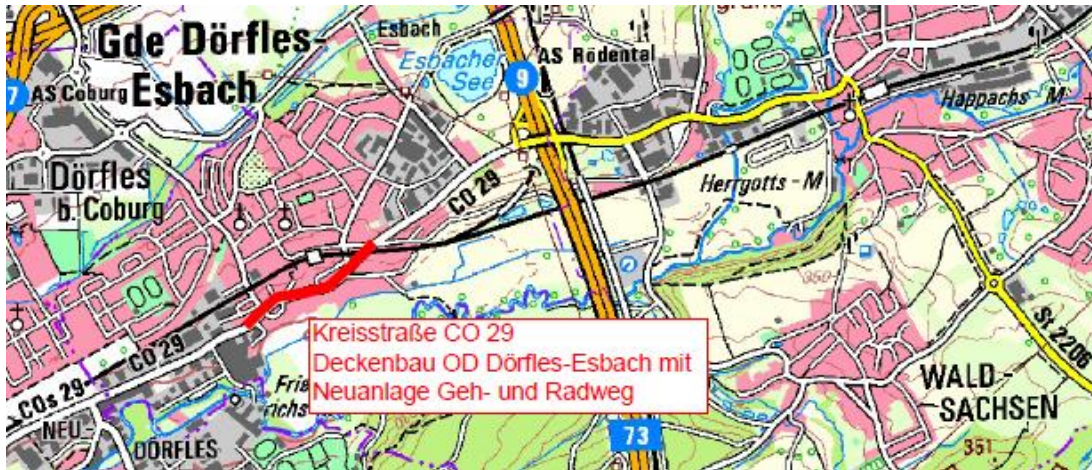 Gde Dörfles-
Esbach
Esbach
Esbacher
See
AS Rödental
9
7
AS Coburg
Dörfles
b. Coburg
CO 29
Happachs - M
Herrgotts - M
350
CO 29
COs 29
Kreisstraße CO 29
Deckenbau OD Dörfles-Esbach mit
Neuanlage Geh- und Radweg
NEU-
DÖRFLES
73
WALD-
SACHSEN
351